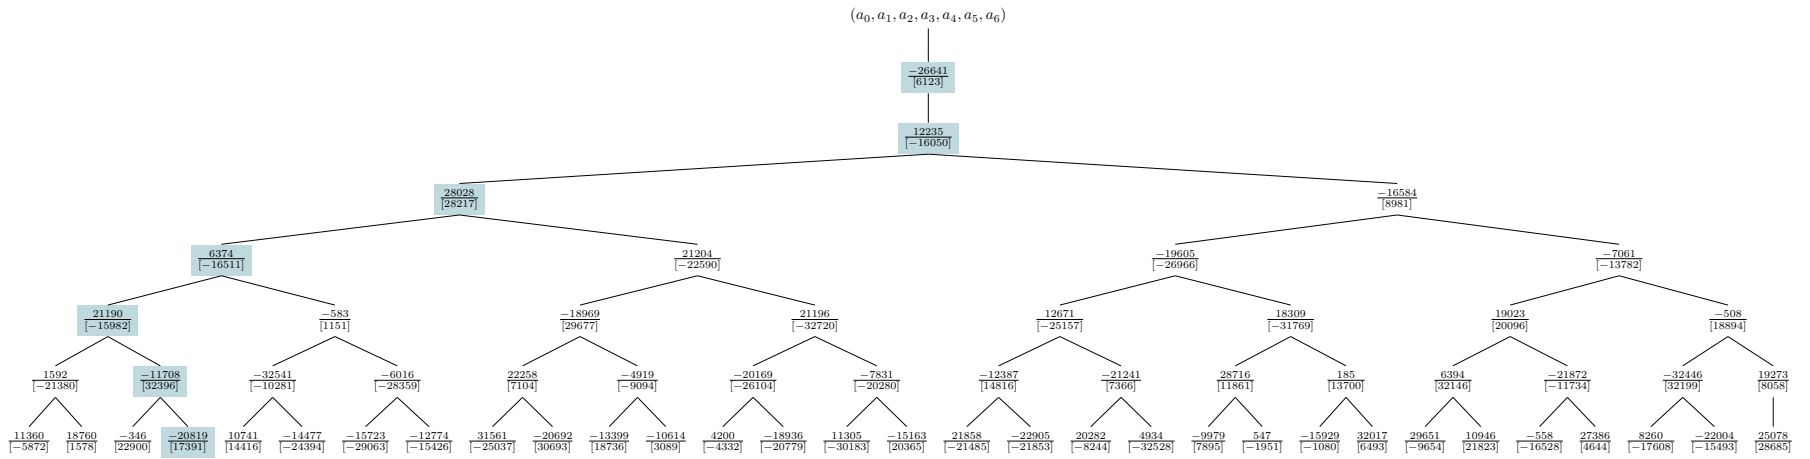 (a₀, a₁, a₂, a₃, a₄, a₅, a₆)
−26641
[6123]
12235
[−16050]
28028 −16584
[28217] [8981]
6374 21204 −19605 −7061
[−16511] [−22590] [−26966] [−13782]
21190 −583 −18969 21196 12671 18309 19023 −508
[−15982] [1151] [29677] [−32720] [−25157] [−31769] [20096] [18894]
1592 −11708 −32541 −6016 22258 −4919 −20169 −7831 −12387 −21241 28716 185 6394 −21872 −32446 19273
[−21380] [32396] [−10281] [−28359] [7104] [−9094] [−26104] [−20280] [14816] [7366] [11861] [13700] [32146] [−11734] [32199] [8058]
11360 18760 −346 −20819 10741 −14477 −15723 −12774 31561 −20692 −13399 −10614 4200 −18936 11305 −15163 21858 −22905 20282 4934 −9979 547 −15929 32017 29651 10946 −558 27386 8260 −22004 25078
[−5872] [1578] [22900] [17391] [14416] [−24394] [−29063] [−15426] [−25037] [30693] [18736] [3089] [−4332] [−20779] [−30183] [20365] [−21485] [−21853] [−8244] [−32528] [7895] [−1951] [−1080] [6493] [−9654] [21823] [−16528] [4644] [−17608] [−15493] [28685]